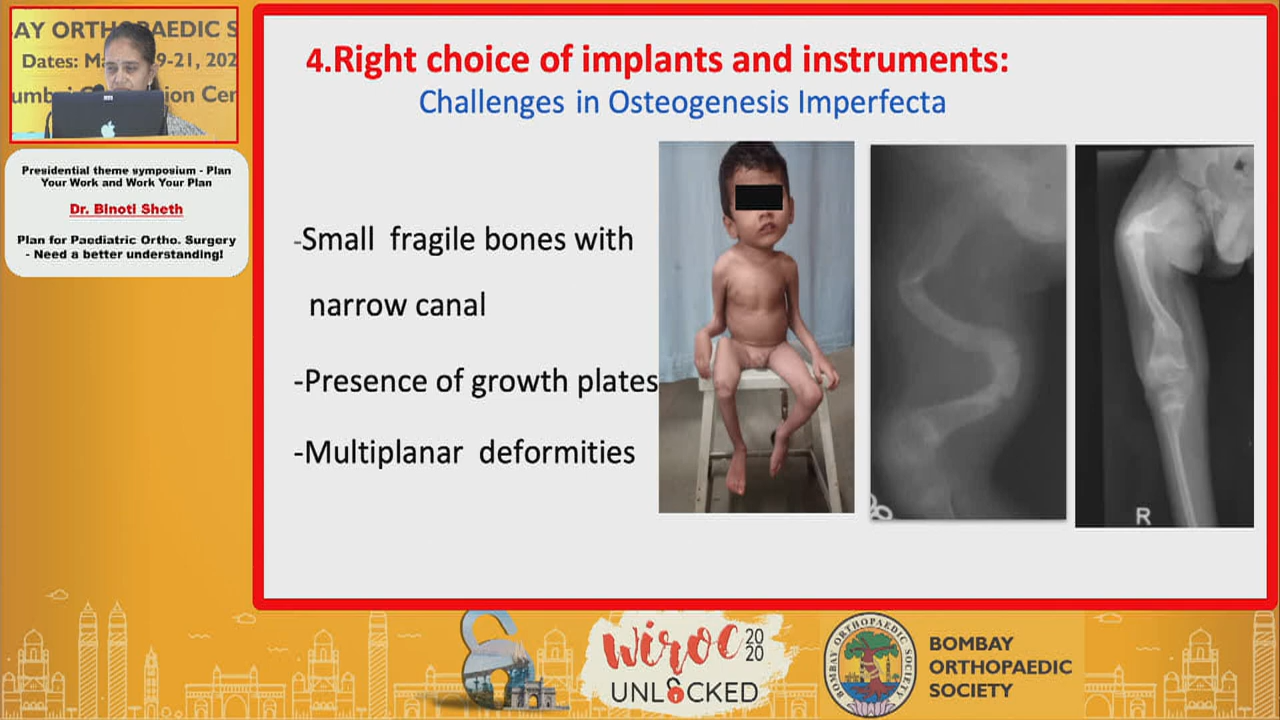 AY ORTHOPAEDIC S
Dates: Ma 9-21, 202
umb ion Cen
Presidential theme symposium - Plan
Your Work and Work Your Plan
Dr. Binoti Sheth
Plan for Paediatric Ortho. Surgery
- Need a better understanding!
4.Right choice of implants and instruments:
Challenges in Osteogenesis Imperfecta
-Small fragile bones with
narrow canal
-Presence of growth plates
-Multiplanar deformities
R
WIROC 20
20
UNLOCKED
BOMBAY ORTHOPAEDIC SOCIETY
BOMBAY
ORTHOPAEDIC
SOCIETY